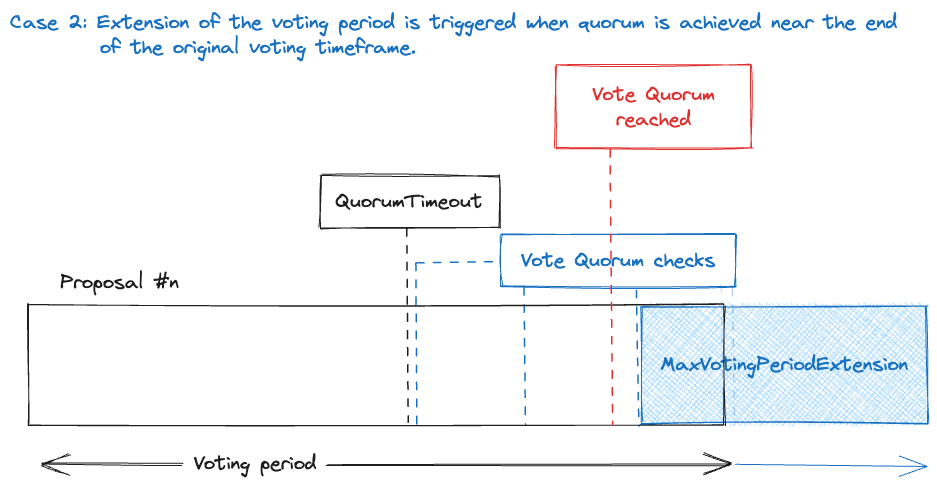 Case 2: Extension of the voting period is triggered when quorum is achieved near the end
of the original voting timeframe.
Vote Quorum
reached
QuorumTimeout
Vote Quorum checks
Proposal #n
MaxVotingPeriodExtension
Voting period